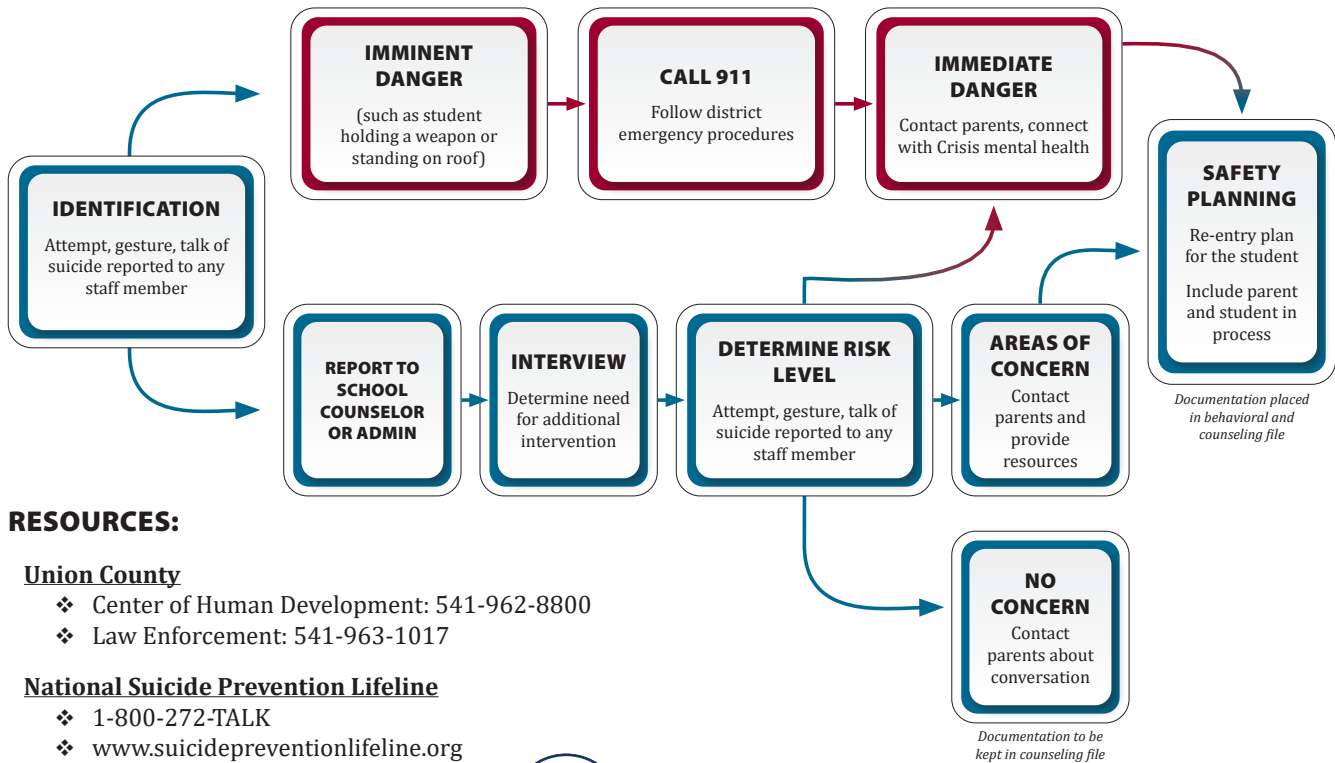 IMMINENT
DANGER
(such as student
holding a weapon or
standing on roof)
CALL 911
Follow district
emergency procedures
IMMEDIATE
DANGER
Contact parents, connect
with Crisis mental health
IDENTIFICATION
Attempt, gesture, talk of
suicide reported to any
staff member
SAFETY
PLANNING
Re-entry plan
for the student
Include parent
and student in
process
Documentation placed
in behavioral and
counseling file
REPORT TO
SCHOOL
COUNSELOR
OR ADMIN
INTERVIEW
Determine need
for additional
intervention
DETERMINE RISK
LEVEL
Attempt, gesture, talk of
suicide reported to any
staff member
AREAS OF
CONCERN
Contact
parents and
provide
resources
NO
CONCERN
Contact
parents about
conversation
Documentation to be
kept in counseling file
RESOURCES:
Union County
❖ Center of Human Development: 541-962-8800
❖ Law Enforcement: 541-963-1017
National Suicide Prevention Lifeline
❖ 1-800-272-TALK
❖ www.suicidepreventionlifeline.org